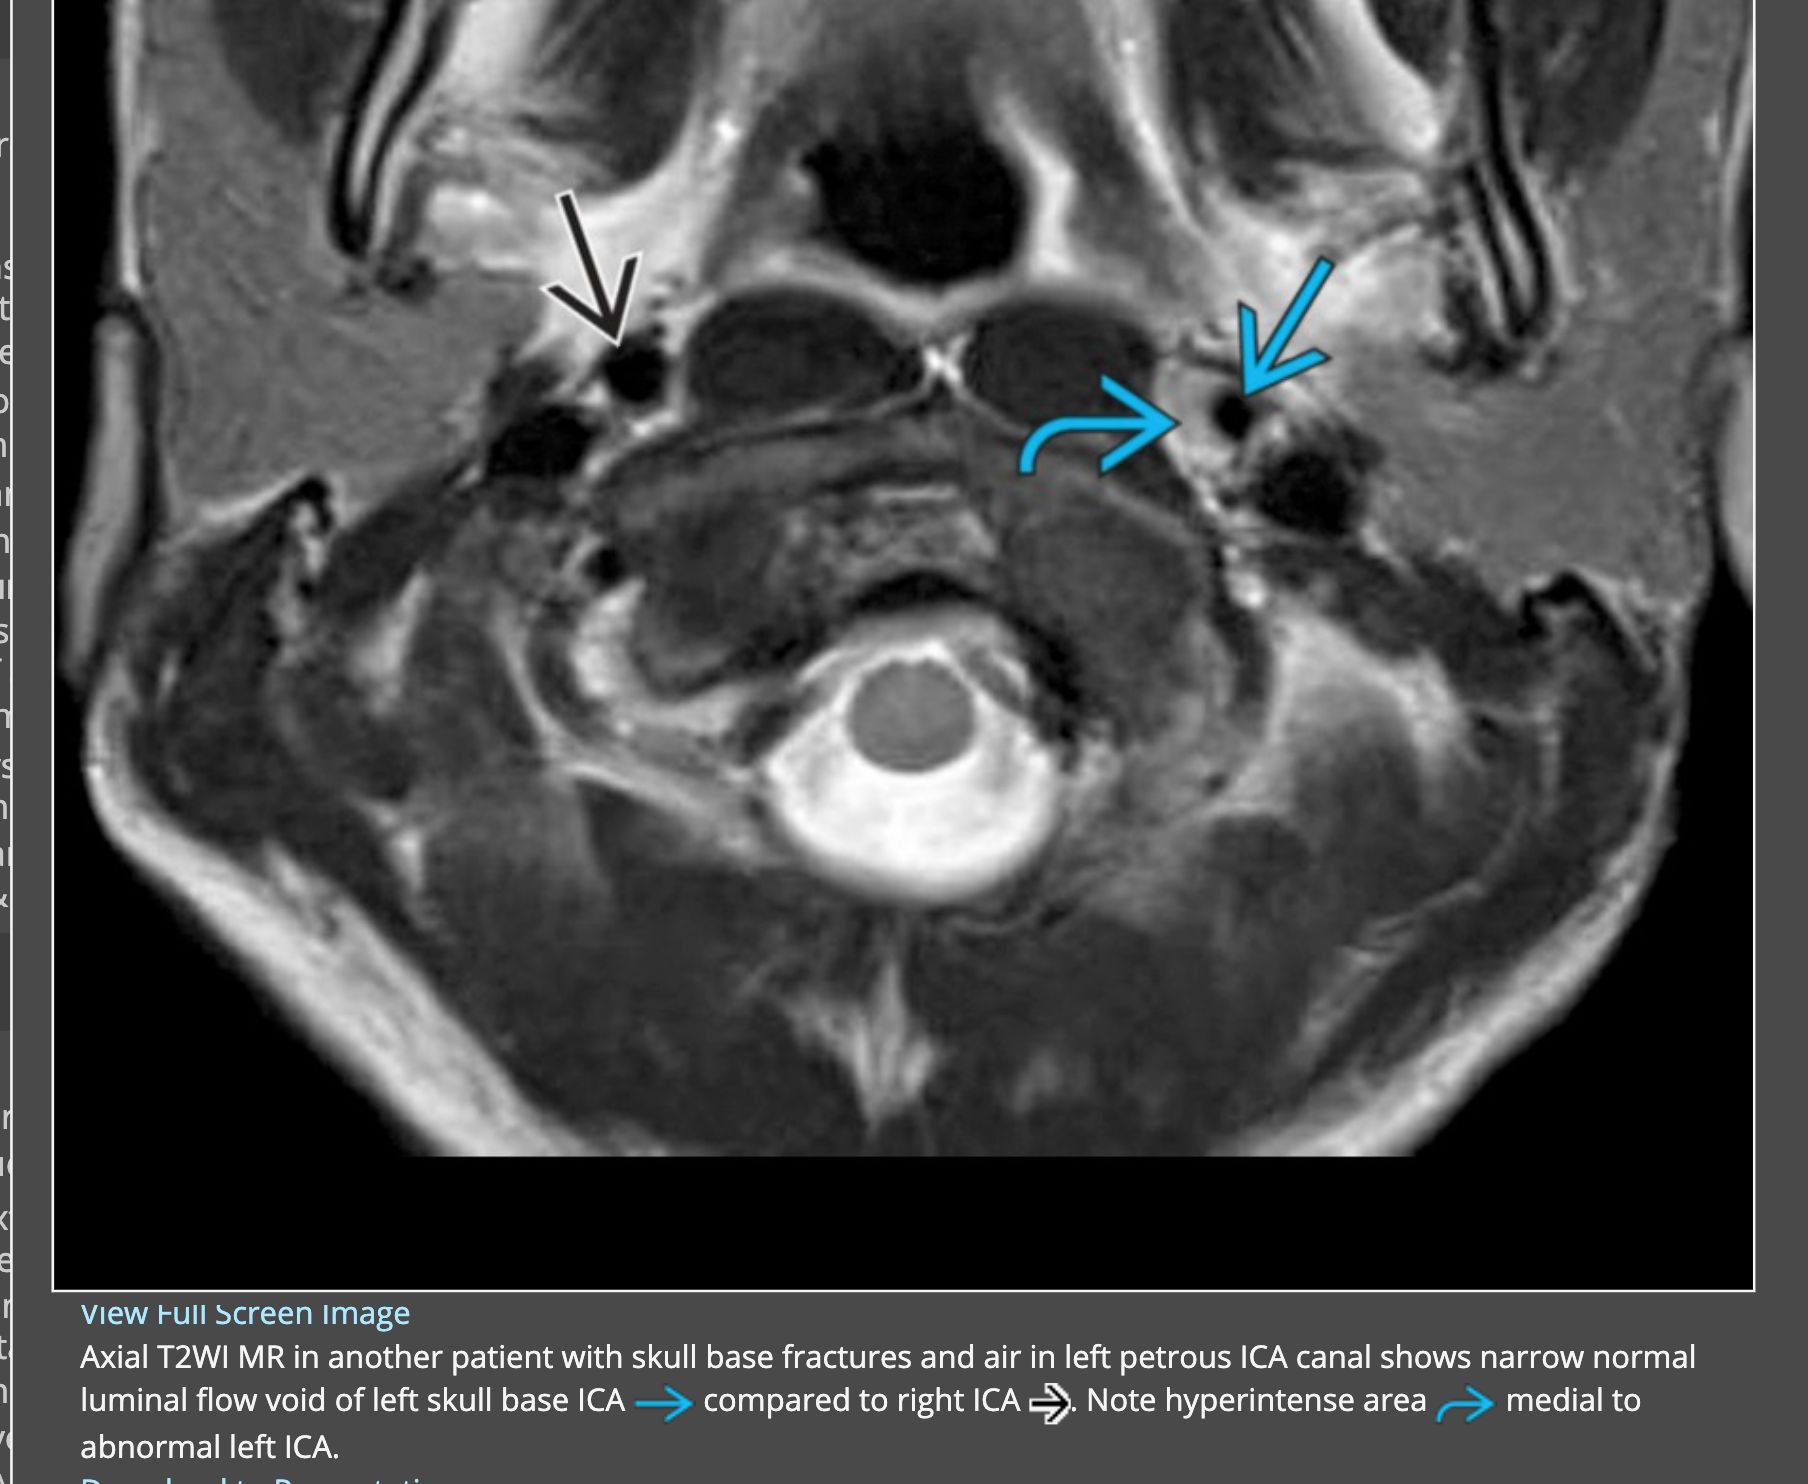 View Full Screen Image
Axial T2WI MR in another patient with skull base fractures and air in left petrous ICA canal shows narrow normal
luminal flow void of left skull base ICA compared to right ICA . Note hyperintense area medial to
abnormal left ICA.